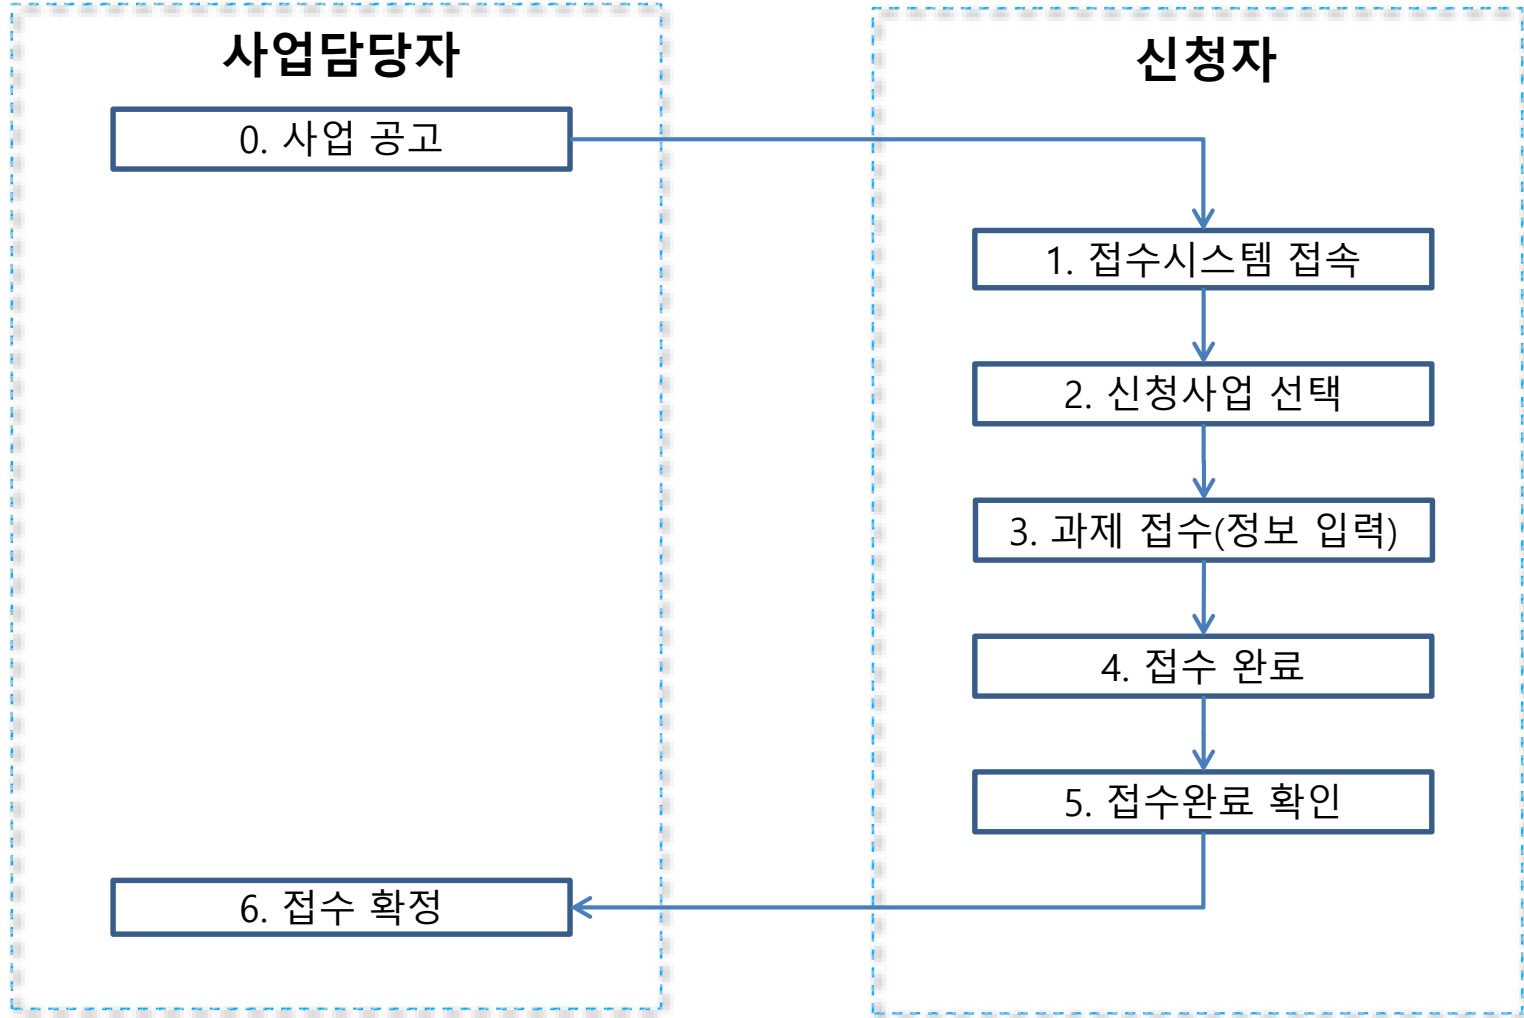 사업담당자
신청자
0. 사업 공고
1. 접수시스템 접속
2. 신청사업 선택
3. 과제 접수(정보 입력)
4. 접수 완료
5. 접수완료 확인
6. 접수 확정